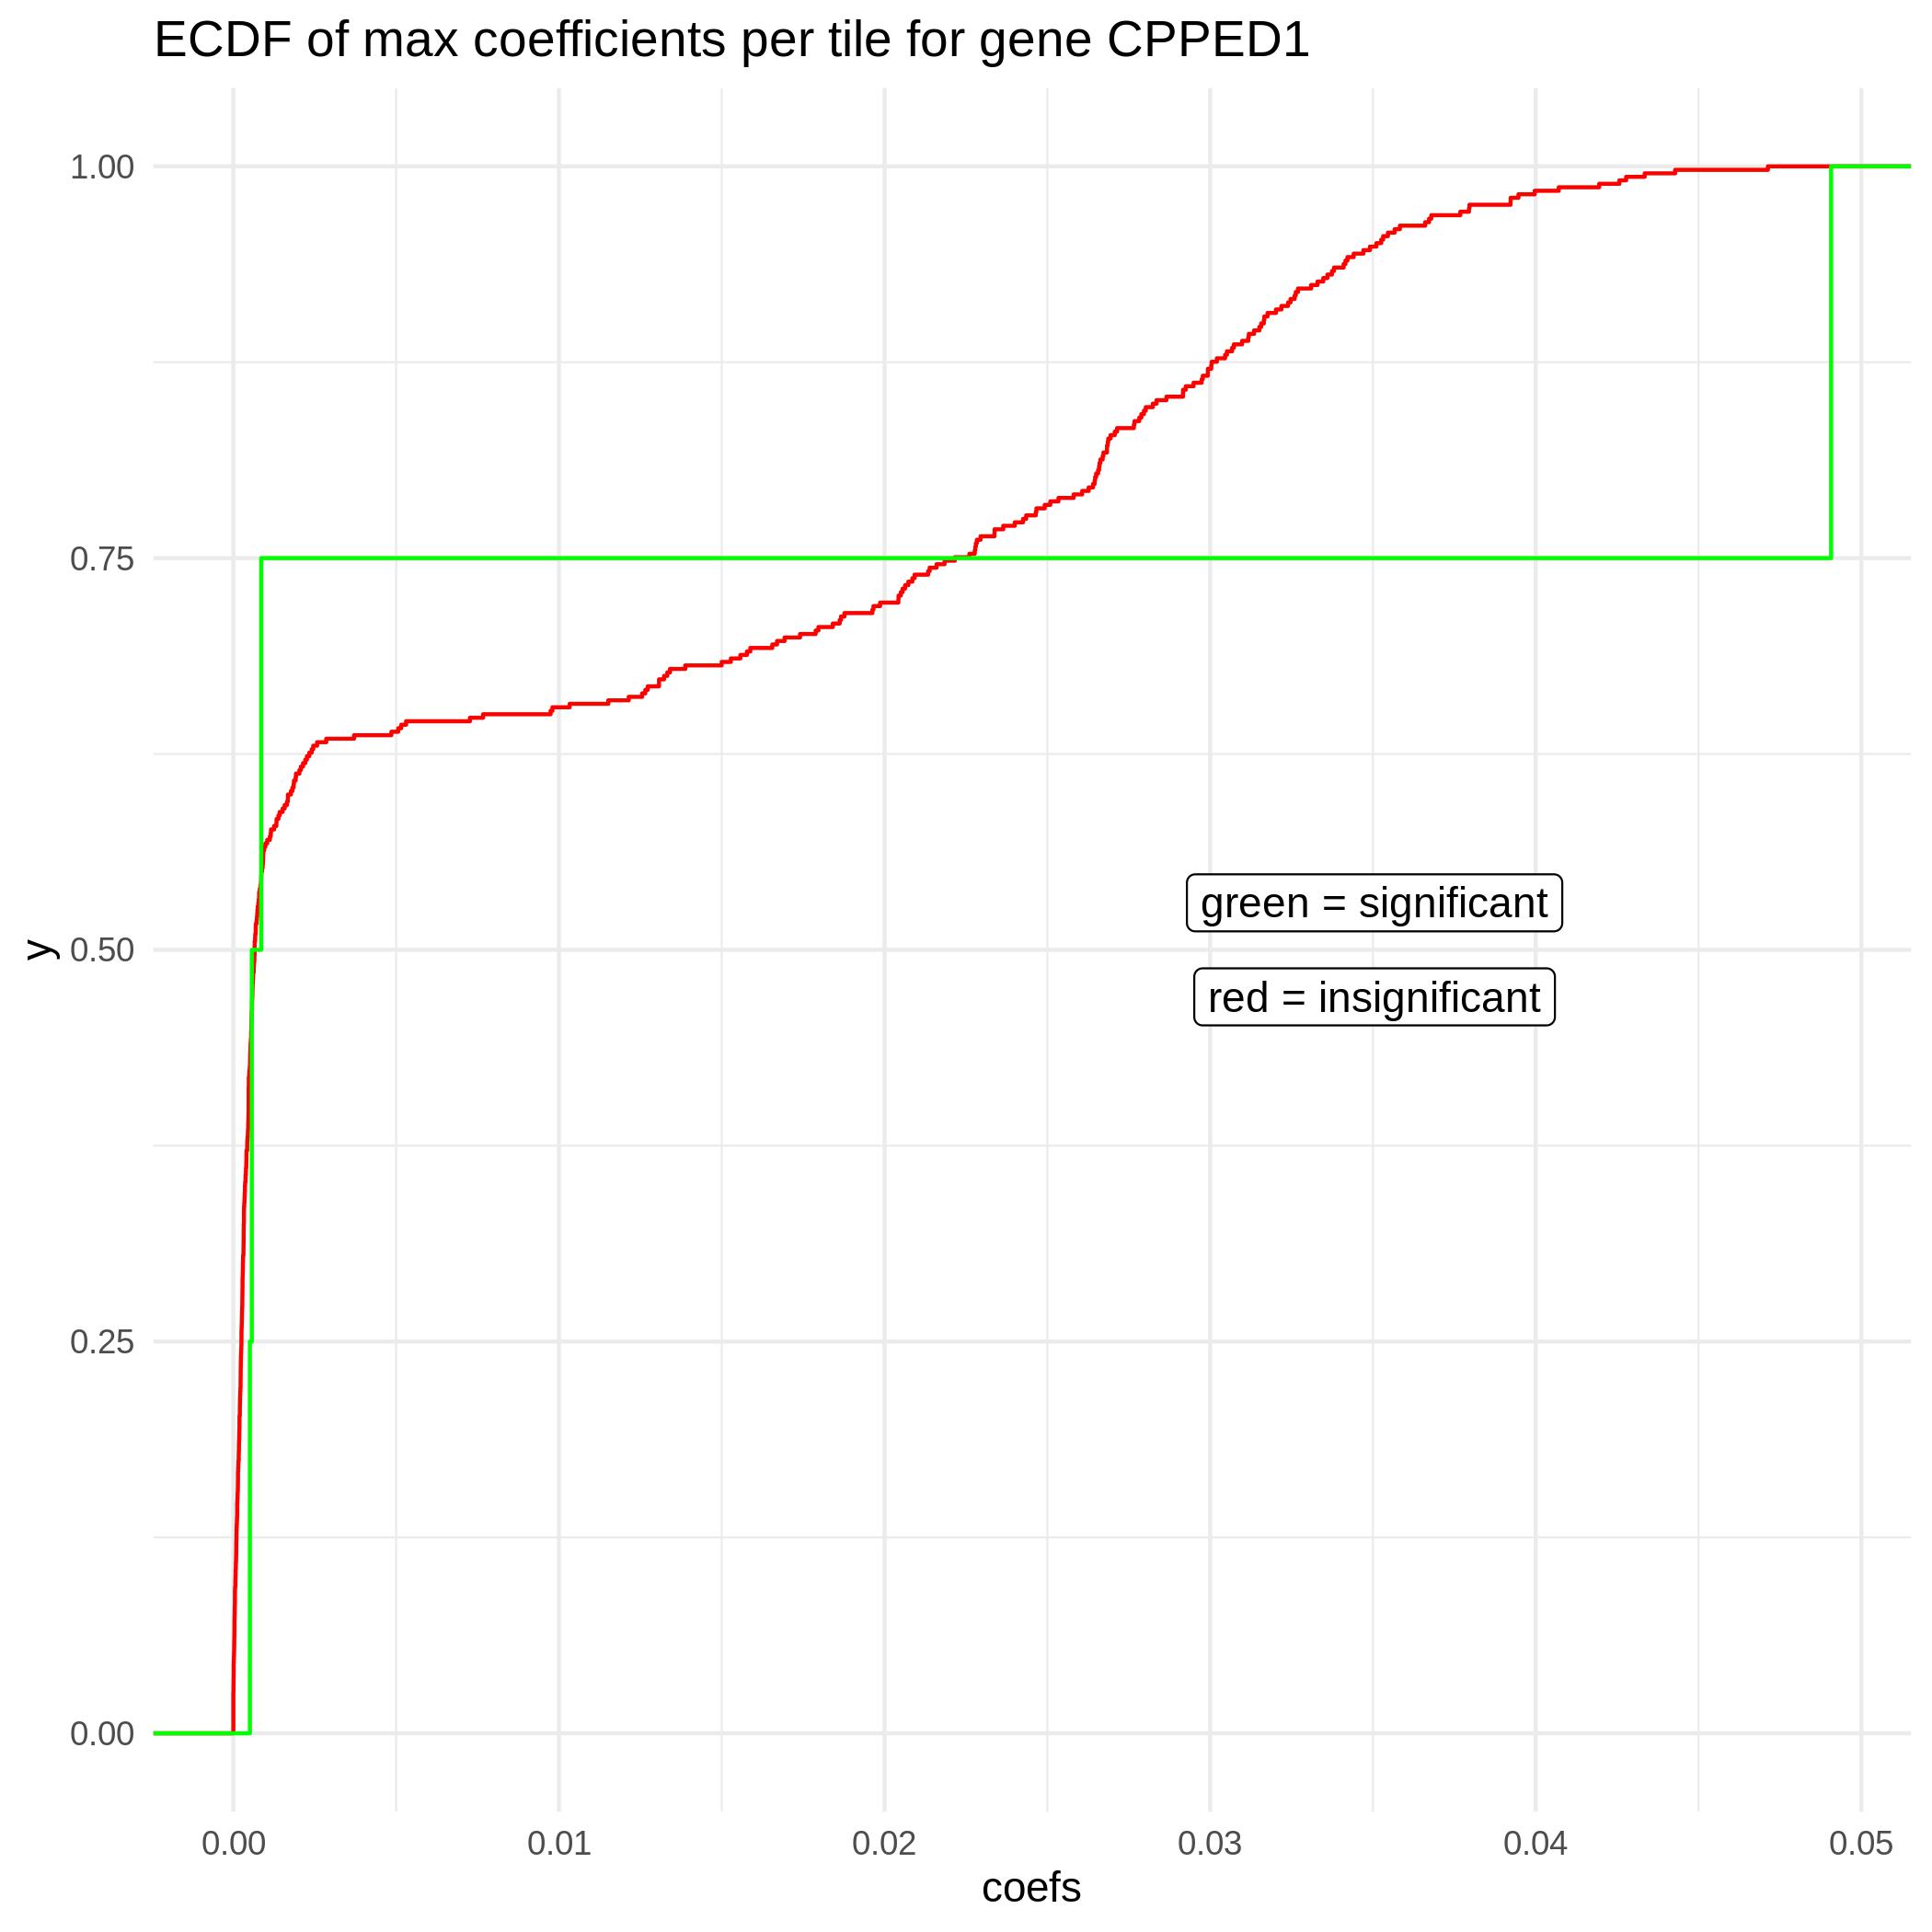 ECDF of max coefficients per tile for gene CPPED1
1.00
0.75
0.50
0.25
0.00
y
green = significant
red = insignificant
0.00 0.01 0.02 0.03 0.04 0.05
coefs